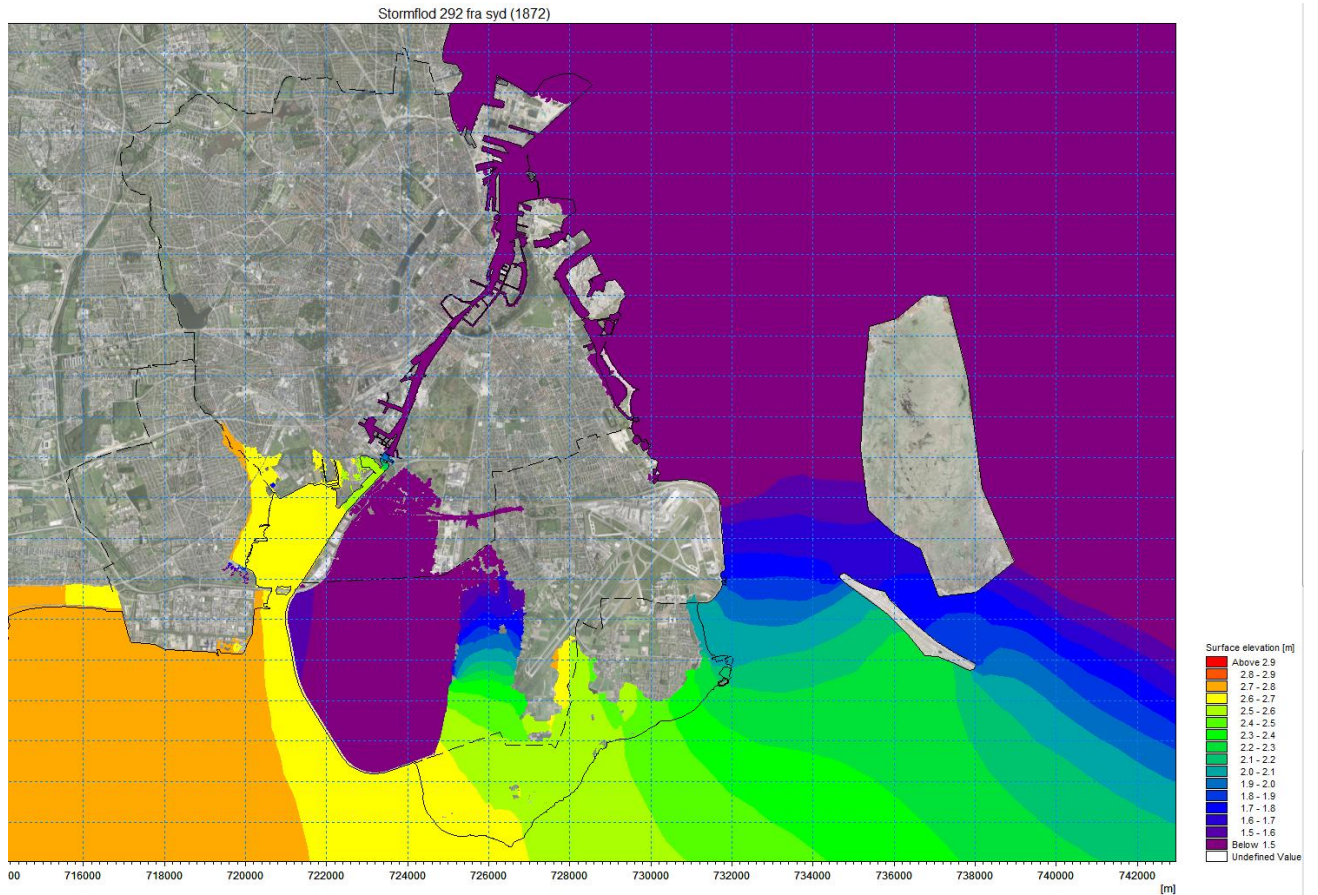 Stormflod 292 fra syd (1872)
Surface elevation [m]
Above 2.9
2.8 - 2.9
2.7 - 2.8
2.6 - 2.7
2.5 - 2.6
2.4 - 2.5
2.3 - 2.4
2.2 - 2.3
2.1 - 2.2
2.0 - 2.1
1.9 - 2.0
1.8 - 1.9
1.7 - 1.8
1.6 - 1.7
1.5 - 1.6
Below 1.5
Undefined Value
00 716000 718000 720000 722000 724000 726000 728000 730000 732000 734000 736000 738000 740000 742000
[m]